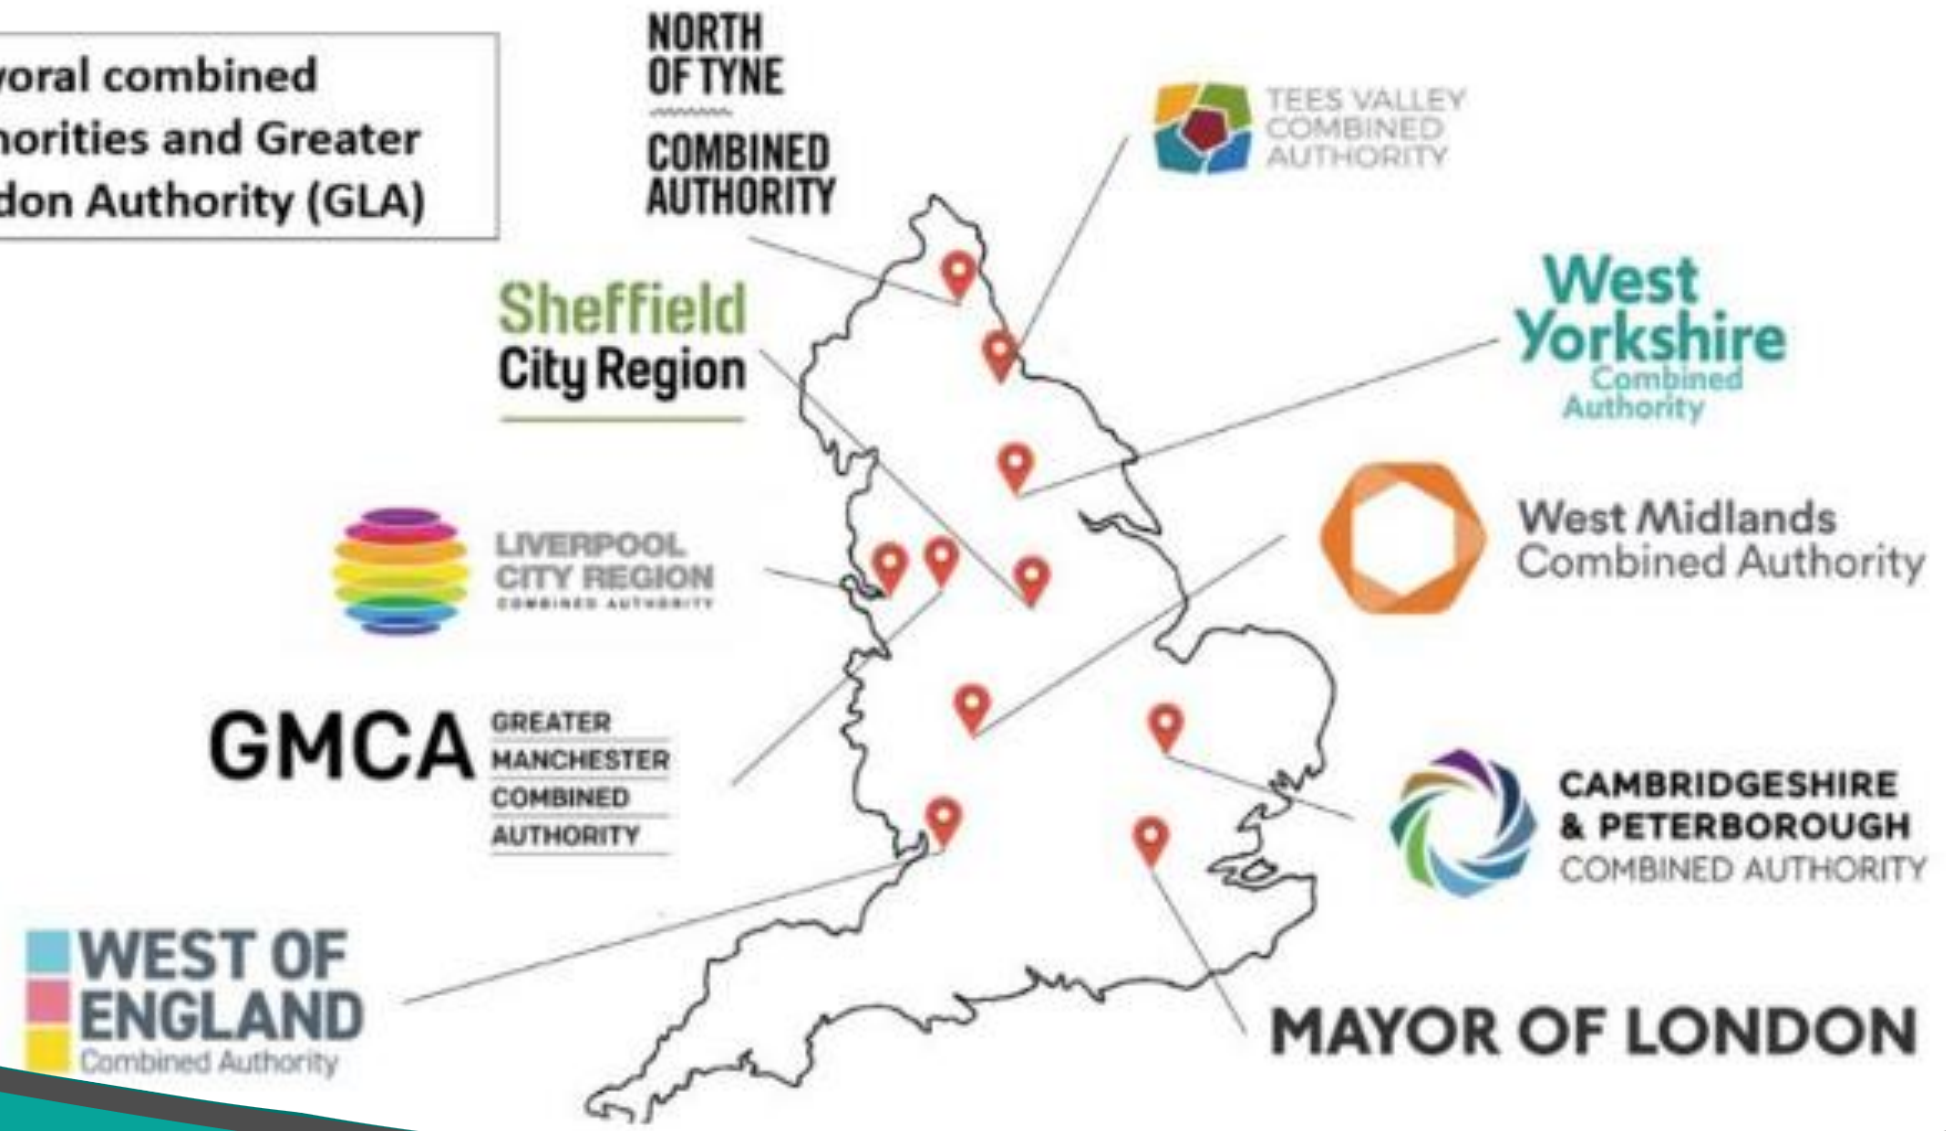 yoral combined
horities and Greater
don Authority (GLA)
NORTH
OF TYNE
COMBINED
AUTHORITY
TEES VALLEY
COMBINED
AUTHORITY
Sheffield
City Region
West
Yorkshire
Combined
Authority
LIVERPOOL
CITY REGION
COMBINED AUTHORITY
West Midlands
Combined Authority
GMCA
GREATER
MANCHESTER
COMBINED
AUTHORITY
CAMBRIDGESHIRE
& PETERBOROUGH
COMBINED AUTHORITY
WEST OF
ENGLAND
Combined Authority
MAYOR OF LONDON